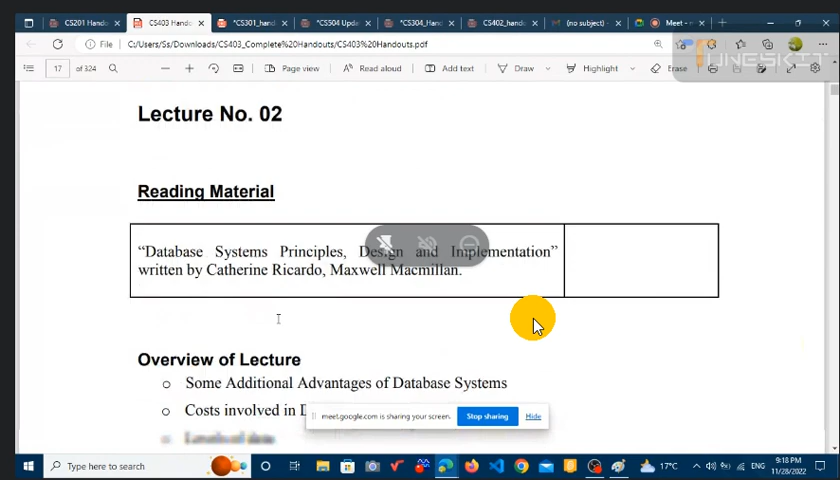 CS201 Handou
CS403 Hando
*CS301_hand
*CS504 Upda
*CS304_Han
CS402_hands
(no subject) -
Meet -
File
C:/Users/Ss/Downloads/CS403_Complete%20Handouts/CS403%20Handouts.pdf
17 of 324
Page view
Read aloud
Add text
Draw
Highlight
Erase
Lecture No. 02
Reading Material
“Database Systems Principles, Design and Implementation”
written by Catherine Ricardo, Maxwell Macmillan.
Overview of Lecture
o Some Additional Advantages of Database Systems
o Costs involved in D
meet.google.com is sharing your screen.
Stop sharing
Hide
Type here to search
17°C
ENG
9:18 PM
11/28/2022